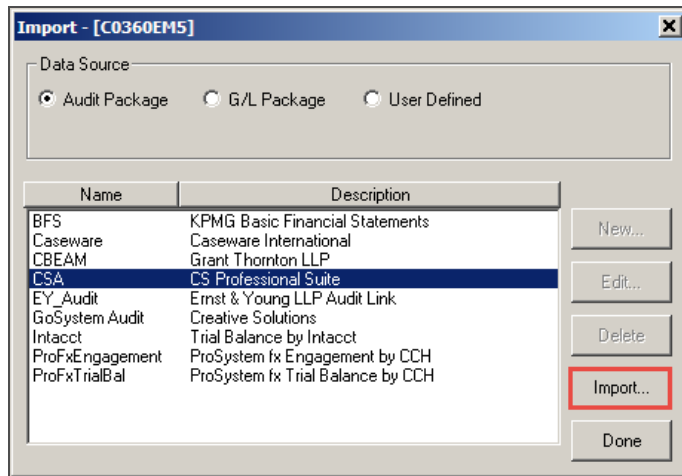 Import - [C0360EM5]
Data Source
Audit Package G/L Package User Defined
Name Description
BFS KPMG Basic Financial Statements
Caseware Caseware International
CBEAM Grant Thornton LLP
CSA CS Professional Suite
EY_Audit Ernst & Young LLP Audit Link
GoSystem Audit Creative Solutions
Intacct Trial Balance by Intacct
ProFxEngagement ProSystem fx Engagement by CCH
ProFxTrialBal ProSystem fx Trial Balance by CCH
New...
Edit...
Delete
Import...
Done